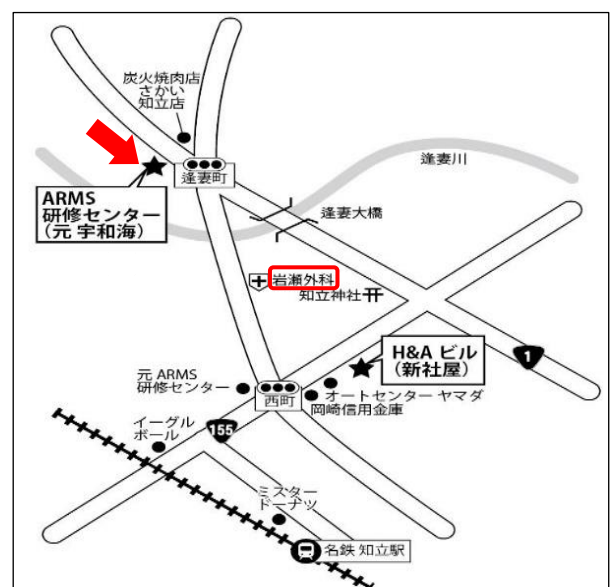 炭火焼肉店
さかい
知立店
逢妻町
逢妻川
ARMS
研修センター
（元 宇和海）
逢妻大橋
岩瀬外科
知立神社
H&A ビル
（新社屋）
1
元 ARMS
研修センター
西町
オートセンター ヤマダ
岡崎信用金庫
イーグル
ボール
155
ミスター
ドーナツ
名鉄 知立駅